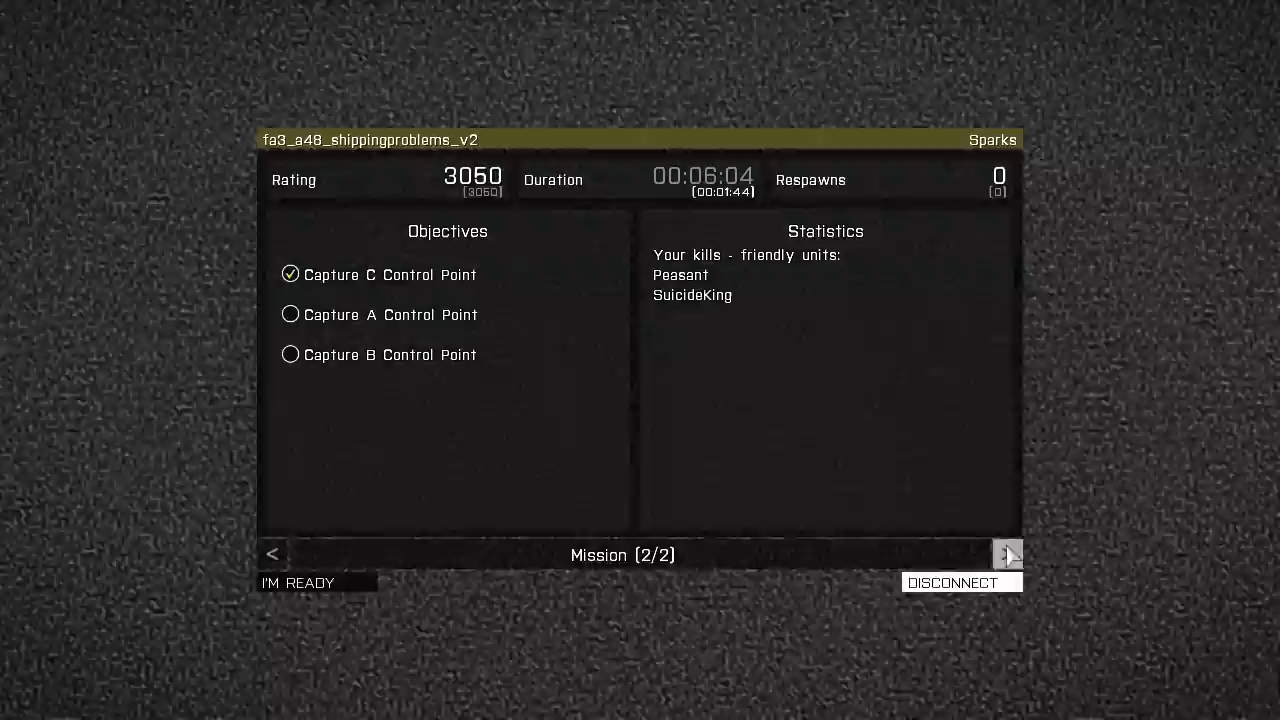 fa3_a48_shippingproblems_v2 Sparks
Rating 3050 Duration 00:06:04 Respawns 0
[3050] [00:01:44] [0]
Objectives
Capture C Control Point
Capture A Control Point
Capture B Control Point
Statistics
Your kills - friendly units:
Peasant
SuicideKing
< Mission [2/2]
I'M READY DISCONNECT